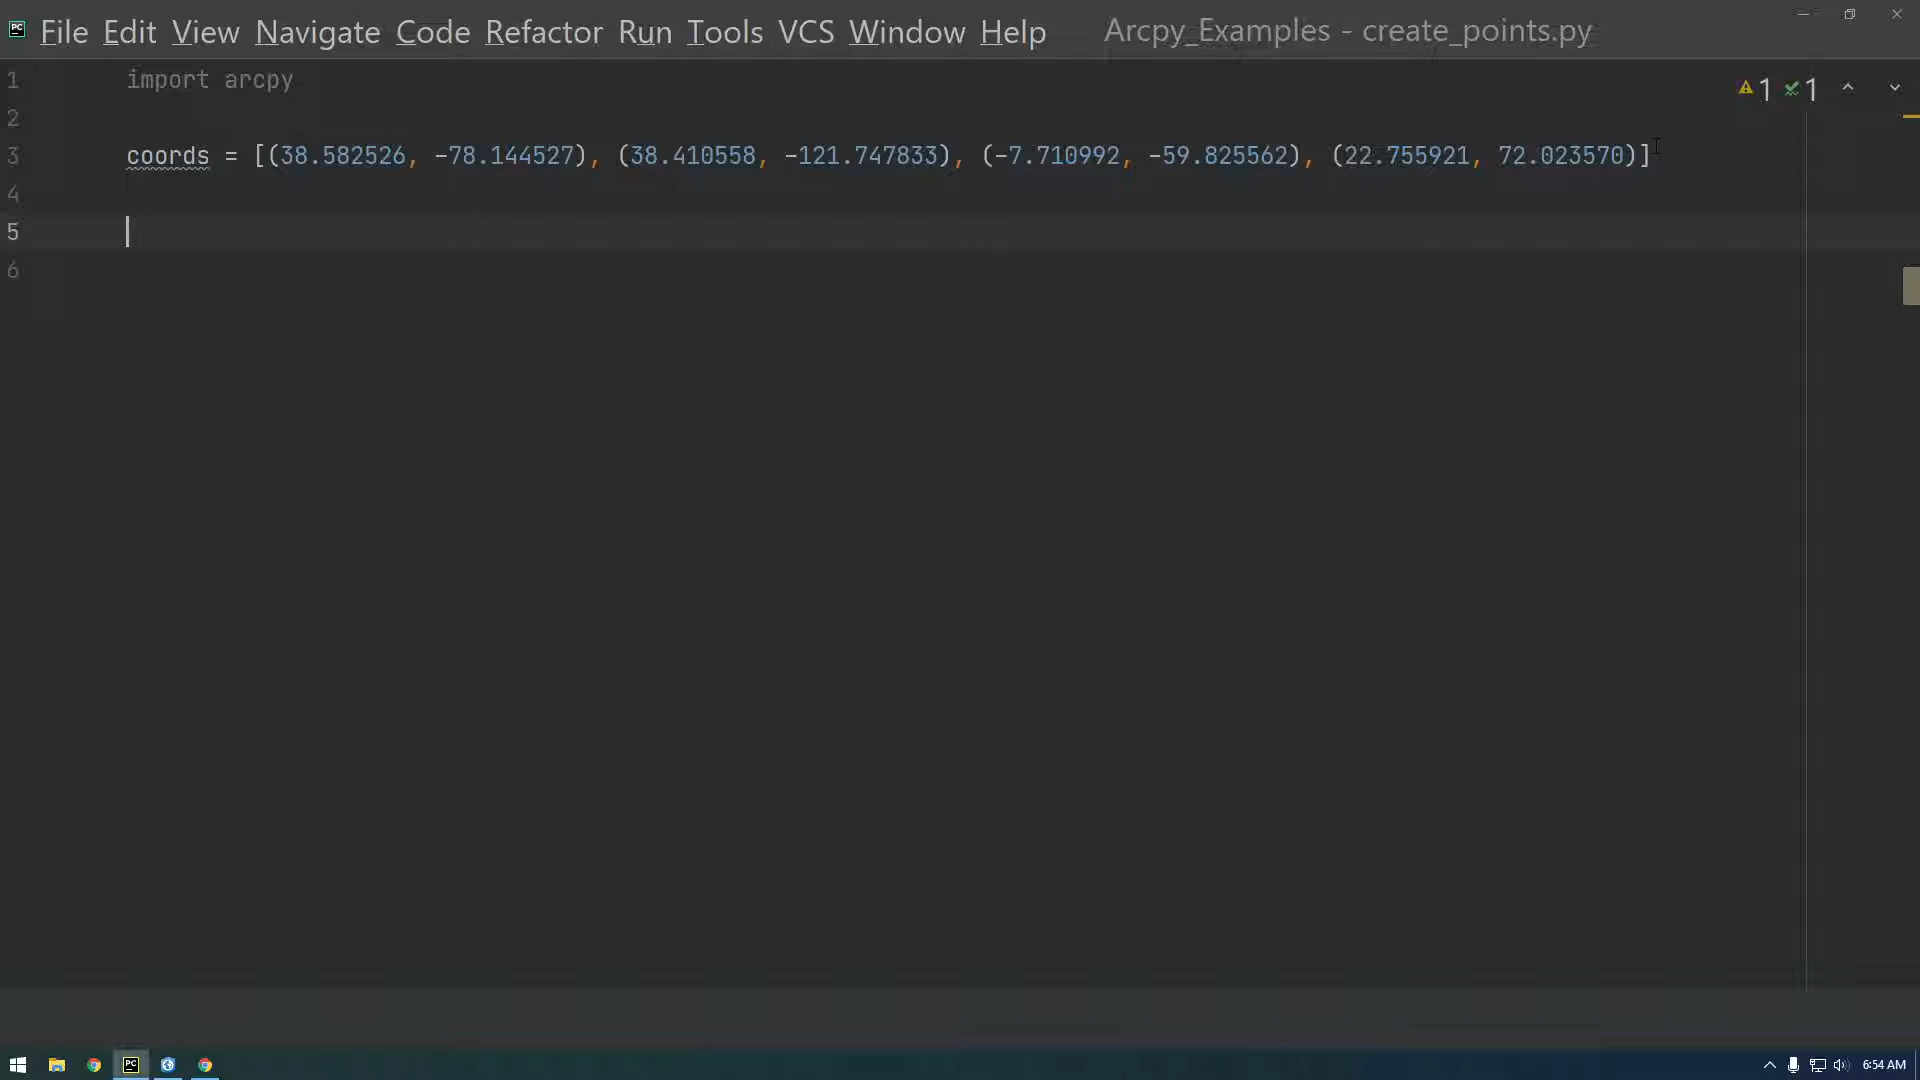 PC File Edit View Navigate Code Refactor Run Tools VCS Window Help Arcpy_Examples - create_points.py
1 import arcpy
1 1
2
3 coords = [(38.582526, -78.144527), (38.410558, -121.747833), (-7.710992, -59.825562), (22.755921, 72.023570)]
4
5
6
PC 6:54 AM